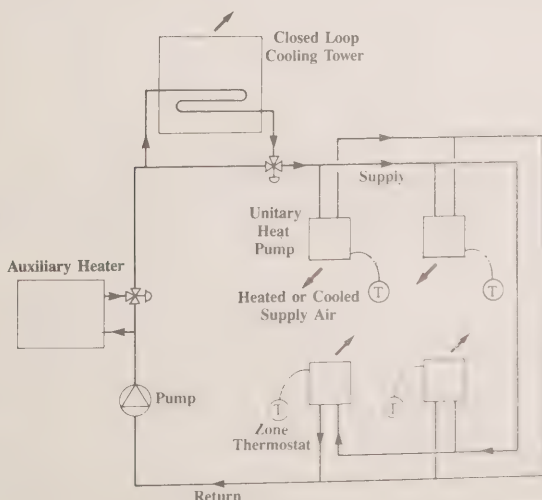 Closed Loop
Cooling Tower
Supply
Unitary
Heat
Pump
T
T
Auxiliary Heater
Heated or Cooled
Supply Air
Pump
T
Zone
Thermostat
Return